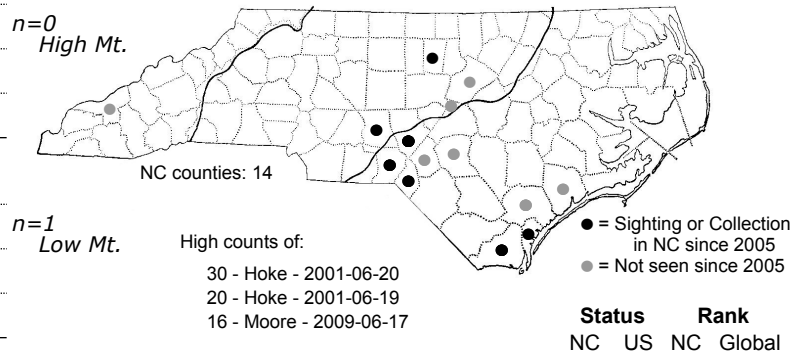 n=0
High Mt.
NC counties: 14
n=1
Low Mt.
High counts of:
30 - Hoke - 2001-06-20
20 - Hoke - 2001-06-19
16 - Moore - 2009-06-17
= Sighting or Collection
in NC since 2005
= Not seen since 2005
Status Rank
NC US NC Global